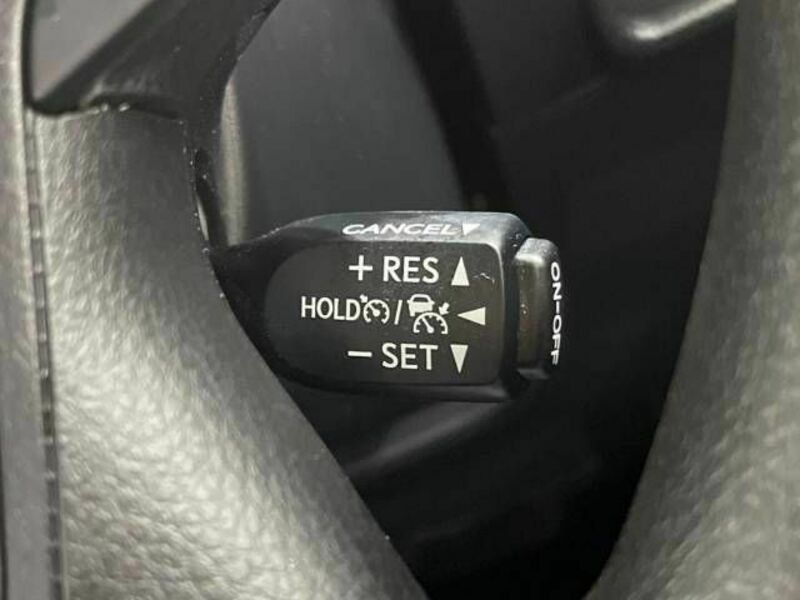 CANCEL▼
+ RES ▲
HOLD / ◀
− SET ▼
ON-OFF